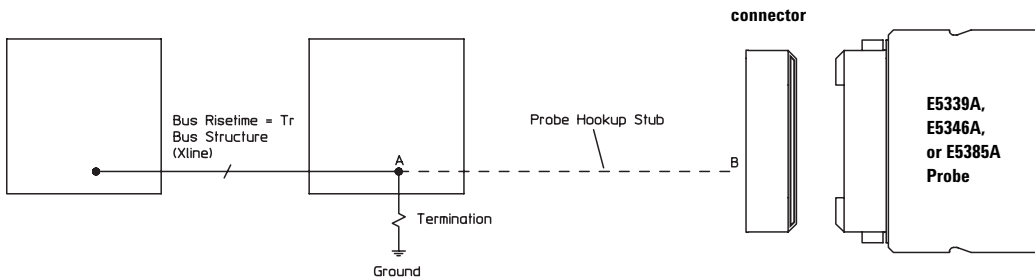 connector
Bus Risetime = Tr
Bus Structure
(Xline)
A
Probe Hookup Stub
B
E5339A,
E5346A,
or E5385A
Probe
Termination
Ground